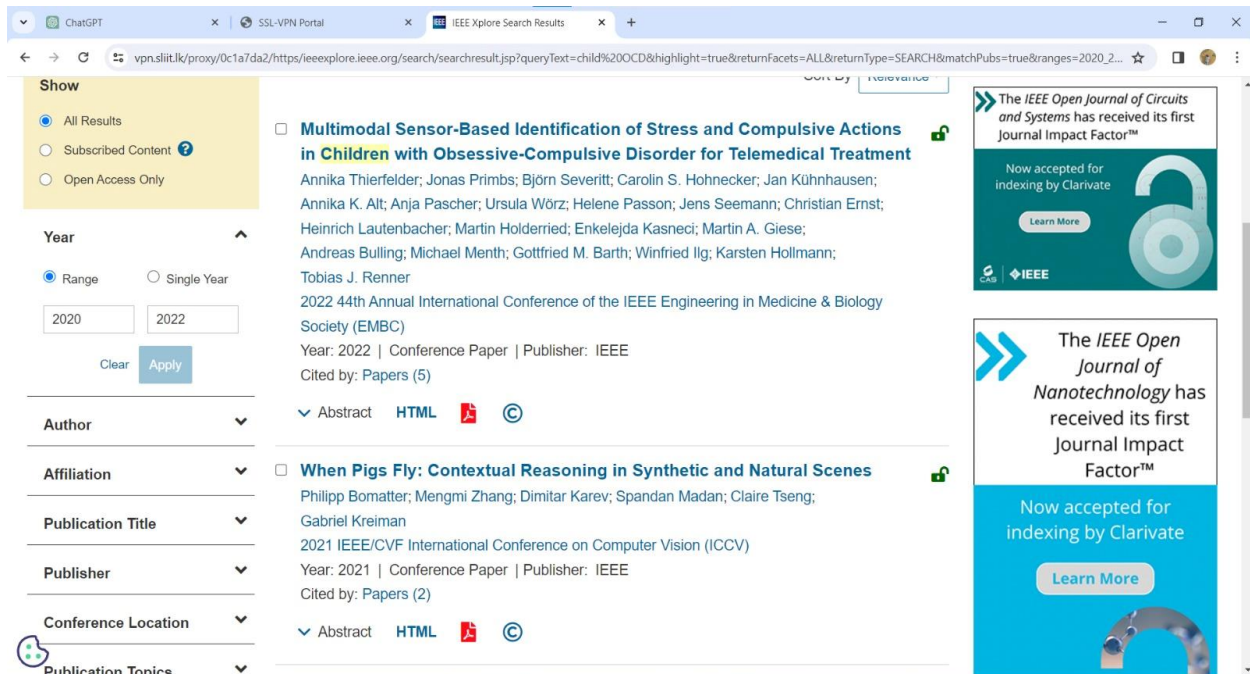 ChatGPT
SSL-VPN Portal
IEEE Xplore Search Results
vpn.sliit.lk/proxy/0c1a7da2/https/ieeexplore.ieee.org/search/searchresult.jsp?queryText=child%20OCD&highlight=true&returnFacets=ALL&returnType=SEARCH&matchPubs=true&ranges=2020_2...
Show
All Results
Subscribed Content ?
Open Access Only
Year
Range
Single Year
2020
2022
Clear
Apply
Author
Affiliation
Publication Title
Publisher
Conference Location
Publication Topics
Sort By Relevance
Multimodal Sensor-Based Identification of Stress and Compulsive Actions
in Children with Obsessive-Compulsive Disorder for Telemedical Treatment
Annika Thierfelder; Jonas Primbs; Björn Severitt; Carolin S. Hohnecker; Jan Kühnhausen;
Annika K. Alt; Anja Pascher; Ursula Wörz; Helene Passon; Jens Seemann; Christian Ernst;
Heinrich Lautenbacher; Martin Holderried; Enkelejda Kasneci; Martin A. Giese;
Andreas Bulling; Michael Menth; Gottfried M. Barth; Winfried Ilg; Karsten Hollmann;
Tobias J. Renner
2022 44th Annual International Conference of the IEEE Engineering in Medicine & Biology
Society (EMBC)
Year: 2022 | Conference Paper | Publisher: IEEE
Cited by: Papers (5)
Abstract HTML ©
When Pigs Fly: Contextual Reasoning in Synthetic and Natural Scenes
Philipp Bomatter; Mengmi Zhang; Dimitar Karev; Spandan Madan; Claire Tseng;
Gabriel Kreiman
2021 IEEE/CVF International Conference on Computer Vision (ICCV)
Year: 2021 | Conference Paper | Publisher: IEEE
Cited by: Papers (2)
Abstract HTML ©
The IEEE Open Journal of Circuits
and Systems has received its first
Journal Impact Factor™
Now accepted for
indexing by Clarivate
Learn More
CAS IEEE
The IEEE Open
Journal of
Nanotechnology has
received its first
Journal Impact
Factor™
Now accepted for
indexing by Clarivate
Learn More